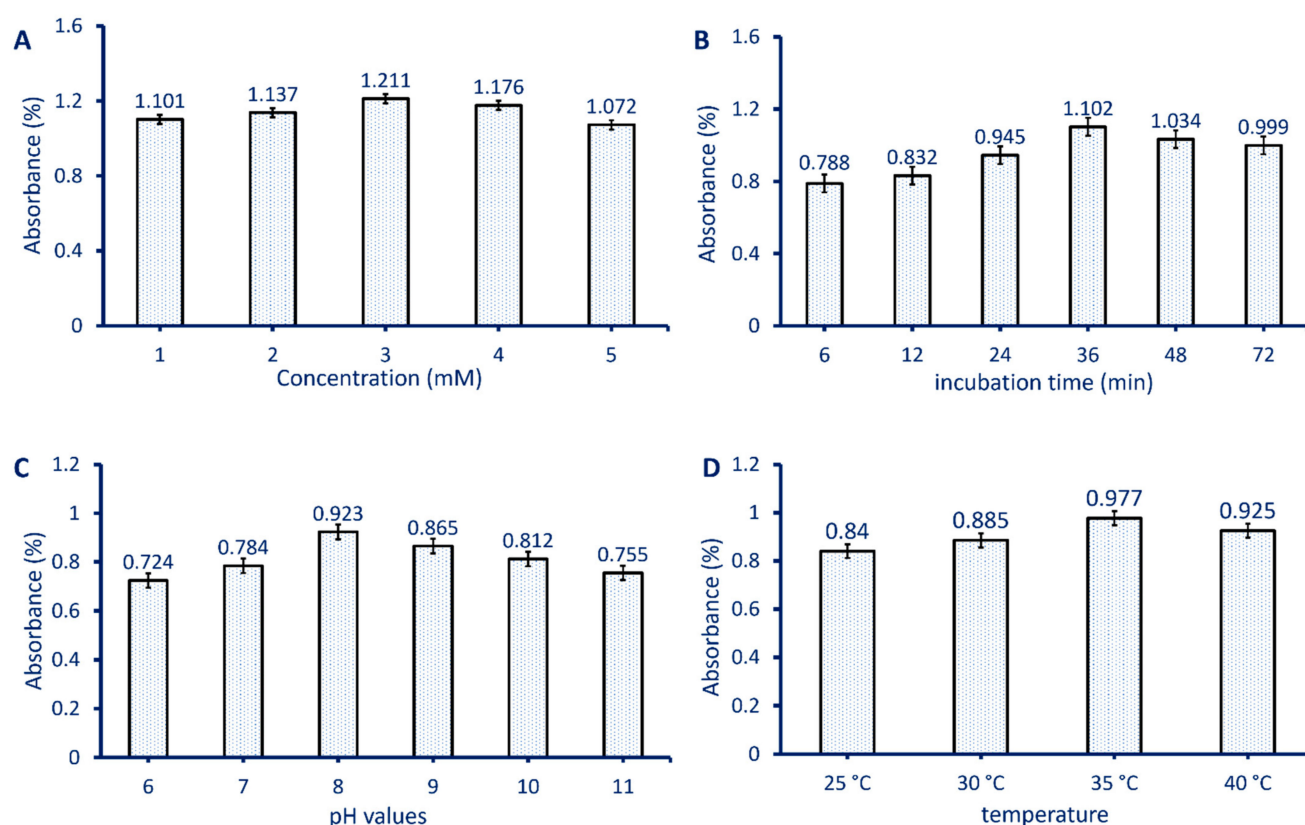 A
Absorbance (%)
1.6
1.2
0.8
0.4
0
1.101
1.137
1.211
1.176
1.072
1 2 3 4 5
Concentration (mM)
B
Absorbance (%)
1.6
1.2
0.8
0.4
0
0.788
0.832
0.945
1.102
1.034
0.999
6 12 24 36 48 72
incubation time (min)
C
Absorbance (%)
1.2
1
0.8
0.6
0.4
0.2
0
0.724
0.784
0.923
0.865
0.812
0.755
6 7 8 9 10 11
pH values
D
Absorbance (%)
1.2
1
0.8
0.6
0.4
0.2
0
0.84
0.885
0.977
0.925
25 °C 30 °C 35 °C 40 °C
temperature